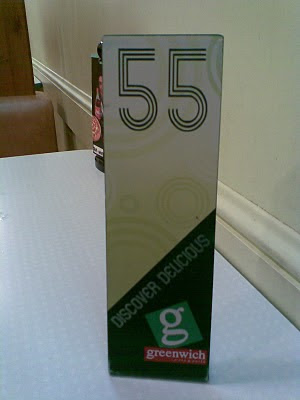 55
DISCOVER DELICIOUS
g
greenwich